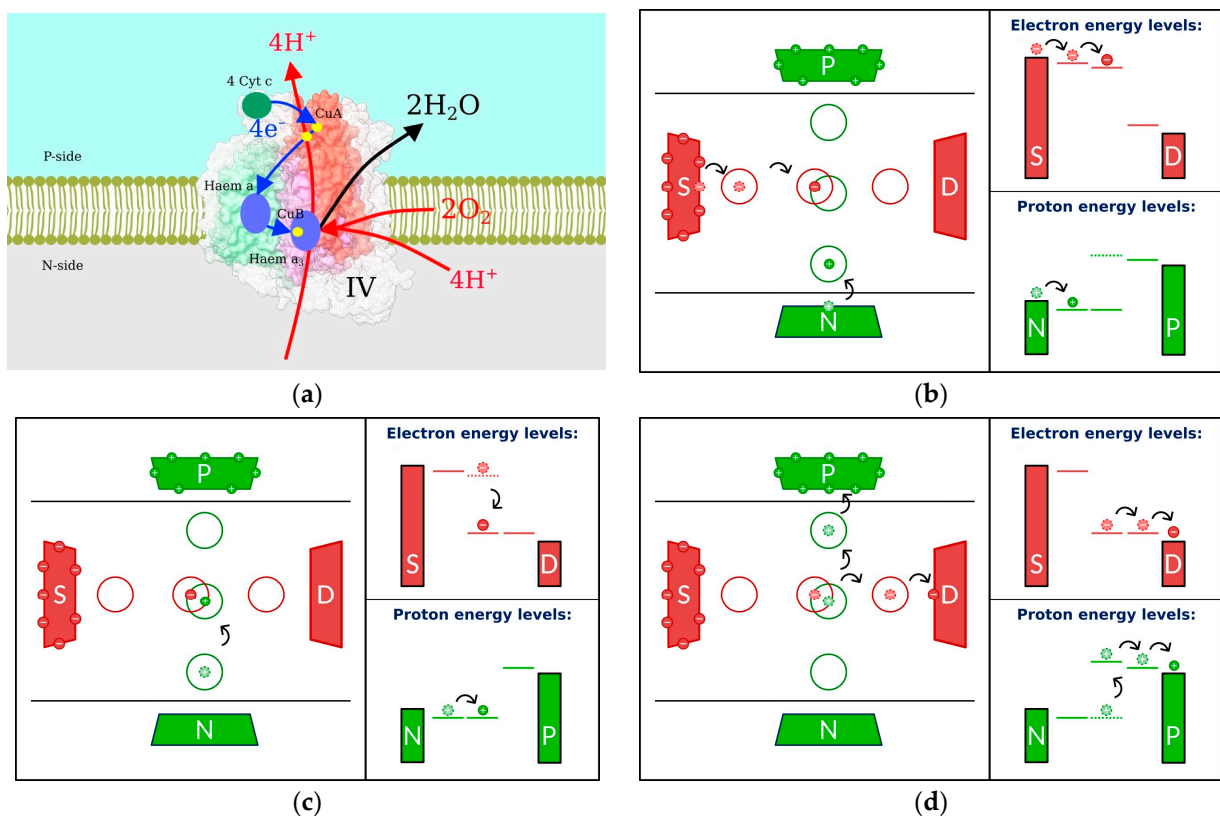 4H⁺
4 Cyt c
CuA
2H₂O
4e⁻
P-side
Haem a
CuB
2O₂
N-side
Haem a₃
4H⁺
IV
(a)
P
S
D
N
Electron energy levels:
S
D
Proton energy levels:
N
P
(b)
P
S
D
N
Electron energy levels:
S
D
Proton energy levels:
N
P
(c)
P
S
D
N
Electron energy levels:
S
D
Proton energy levels:
N
P
(d)